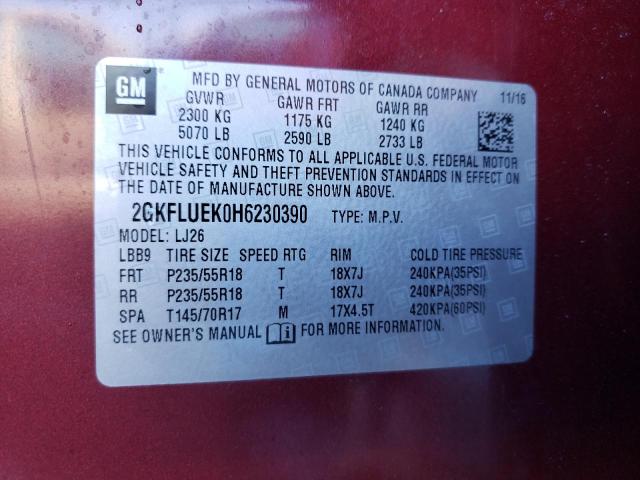 GM
MFD BY GENERAL MOTORS OF CANADA COMPANY 11/16
GVWR GAWR FRT GAWR RR
2300 KG 1175 KG 1240 KG
5070 LB 2590 LB 2733 LB
THIS VEHICLE CONFORMS TO ALL APPLICABLE U.S. FEDERAL MOTOR
VEHICLE SAFETY AND THEFT PREVENTION STANDARDS IN EFFECT ON
THE DATE OF MANUFACTURE SHOWN ABOVE.
2GKFLUEK0H6230390 TYPE: M.P.V.
MODEL: LJ26
LBB9 TIRE SIZE SPEED RTG RIM COLD TIRE PRESSURE
FRT P235/55R18 T 18X7J 240KPA(35PSI)
RR P235/55R18 T 18X7J 240KPA(35PSI)
SPA T145/70R17 M 17X4.5T 420KPA(60PSI)
SEE OWNER'S MANUAL FOR MORE INFORMATION.